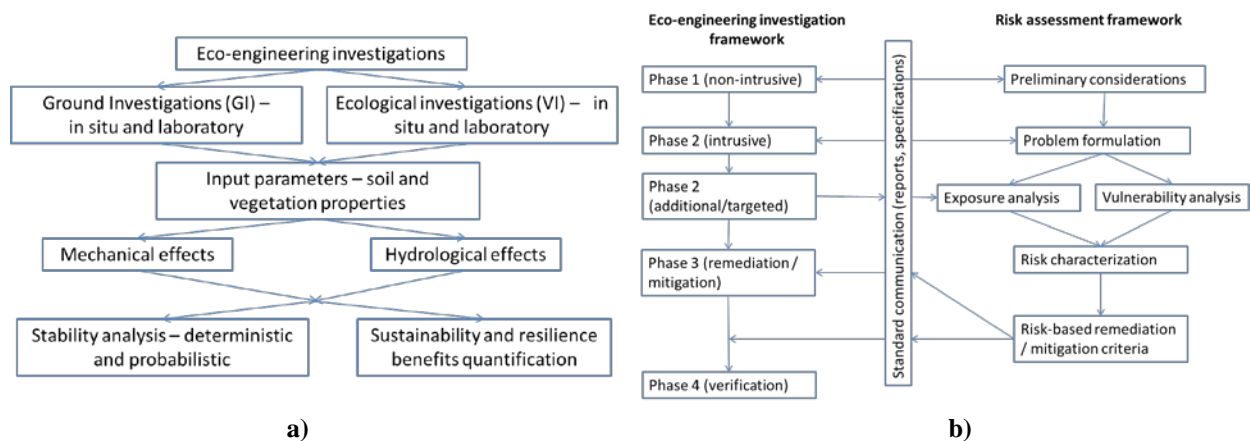 Eco-engineering investigations
Ground Investigations (GI) –
in situ and laboratory
Ecological investigations (VI) – in
situ and laboratory
Input parameters – soil and
vegetation properties
Mechanical effects
Hydrological effects
Stability analysis – deterministic
and probabilistic
Sustainability and resilience
benefits quantification
a)
Eco-engineering investigation
framework
Risk assessment framework
Phase 1 (non-intrusive)
Preliminary considerations
Phase 2 (intrusive)
Problem formulation
Phase 2
(additional/targeted)
Exposure analysis
Vulnerability analysis
Phase 3 (remediation /
mitigation)
Risk characterization
Risk-based remediation
/ mitigation criteria
Phase 4 (verification)
Standard communication (reports, specifications)
b)